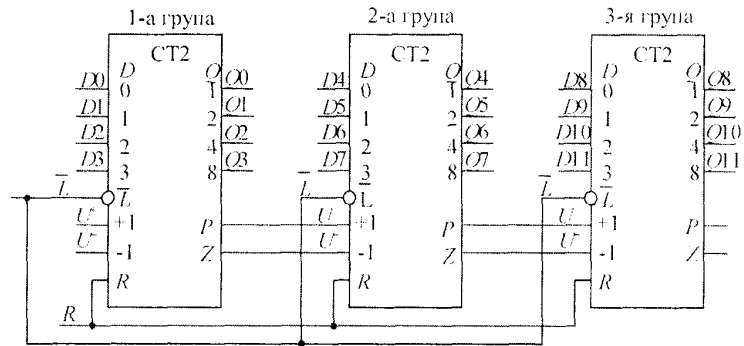 1-а група 2-а група 3-я група
CT2 CT2 CT2
D Q D Q D Q
D0 0 1 Q0 D4 0 1 Q4 D8 0 1 Q8
D1 1 2 Q1 D5 1 2 Q5 D9 1 2 Q9
D2 2 4 Q2 D6 2 4 Q6 D10 2 4 Q10
D3 3 8 Q3 D7 3 8 Q7 D11 3 8 Q11
L̅ L̅ L̅ L̅ L̅ L̅
U⁺ +1 P U +1 P U +1 P
U⁻ -1 Z U⁻ -1 Z U⁻ -1 Z
R R R
R